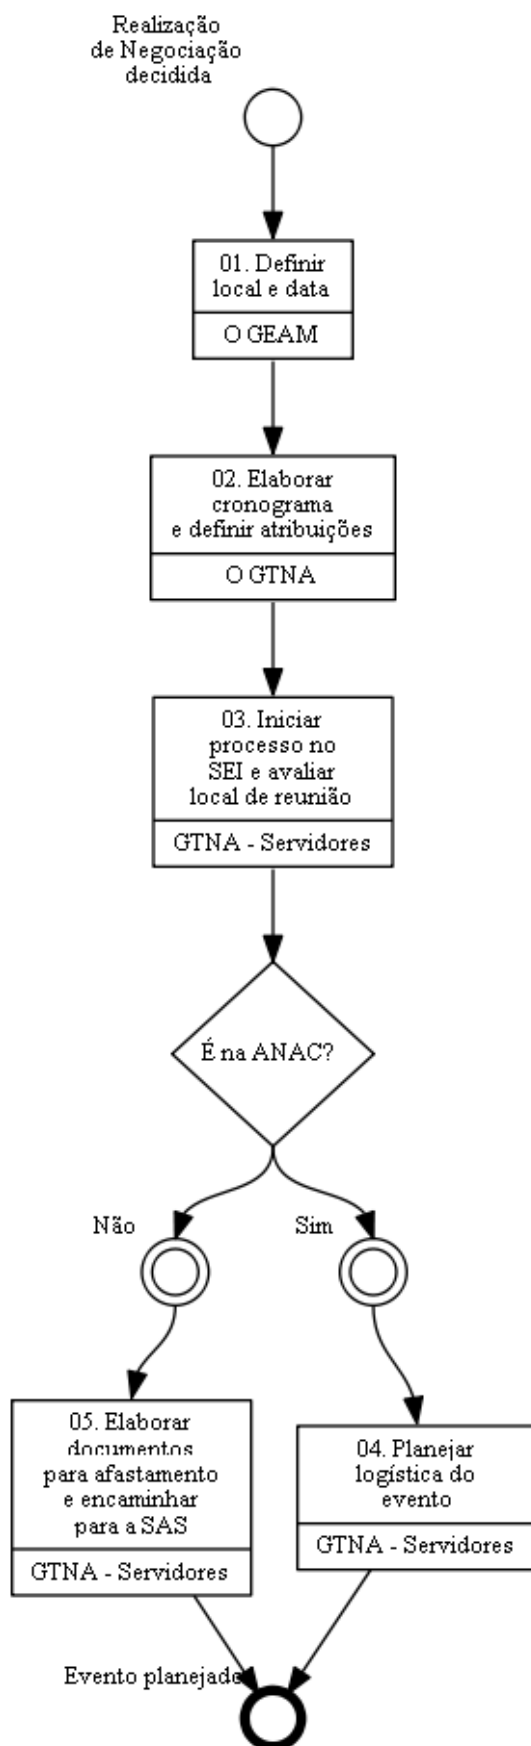 Realização
de Negociação
decidida
01. Definir
local e data
O GEAM
02. Elaborar
cronograma
e definir atribuições
O GTNA
03. Iniciar
processo no
SEI e avaliar
local de reunião
GTNA - Servidores
É na ANAC?
Não
Sim
05. Elaborar
documentos
para afastamento
e encaminhar
para a SAS
GTNA - Servidores
04. Planejar
logística do
evento
GTNA - Servidores
Evento planejado